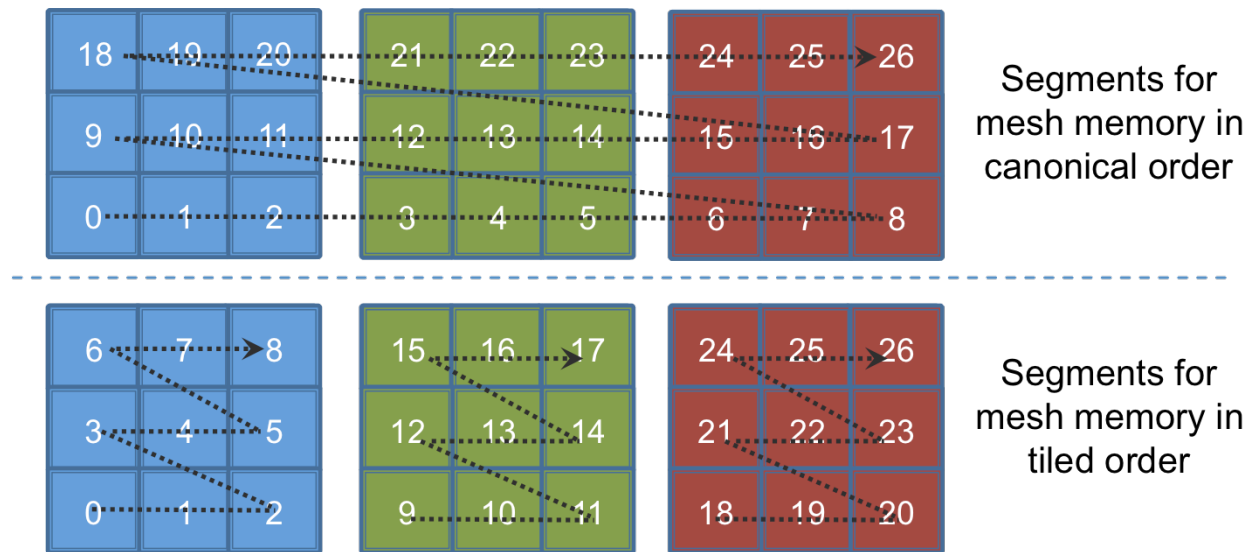 18 19 20 21 22 23 24 25 26
9 10 11 12 13 14 15 16 17
0 1 2 3 4 5 6 7 8
Segments for
mesh memory in
canonical order
6 7 8 15 16 17 24 25 26
3 4 5 12 13 14 21 22 23
0 1 2 9 10 11 18 19 20
Segments for
mesh memory in
tiled order